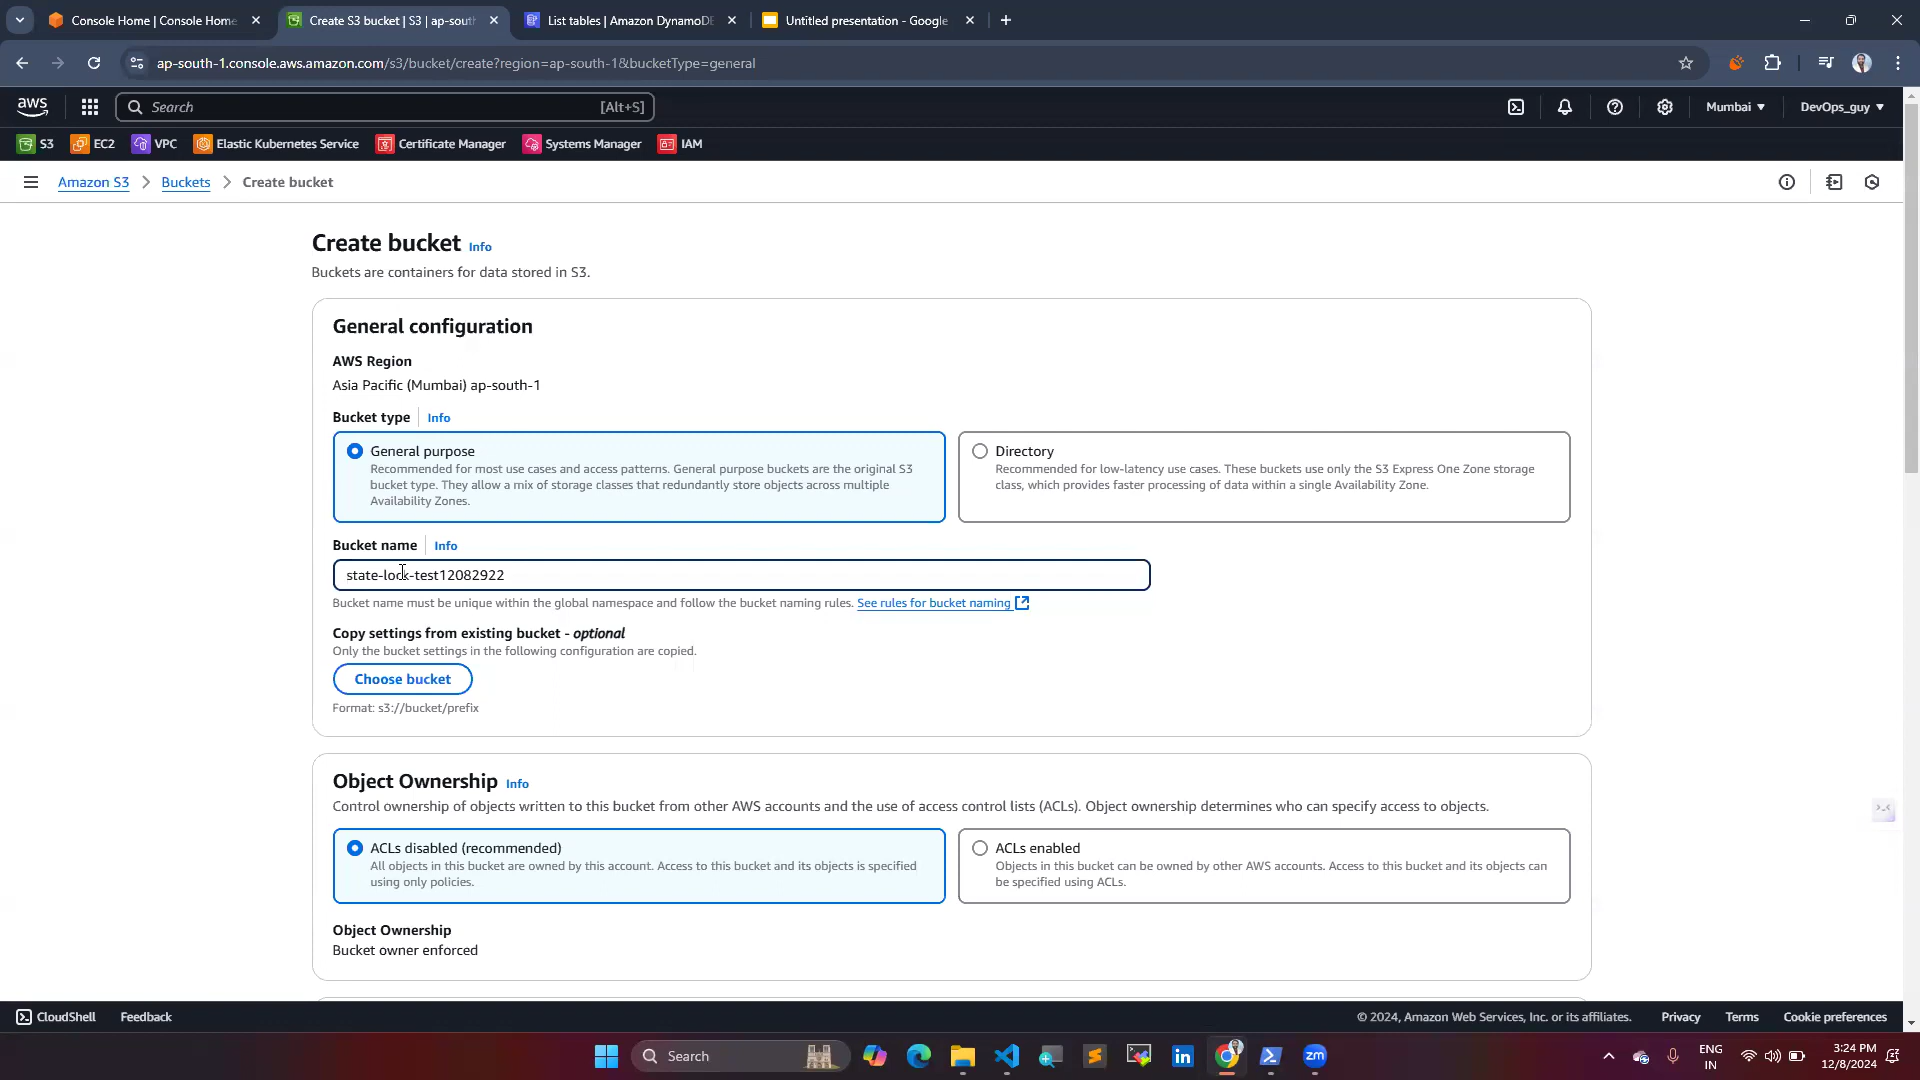 Console Home | Console Home
Create S3 bucket | S3 | ap-sout
List tables | Amazon DynamoDB
Untitled presentation - Google
ap-south-1.console.aws.amazon.com/s3/bucket/create?region=ap-south-1&bucketType=general
aws
Search [Alt+S]
Mumbai
DevOps_guy
S3
EC2
VPC
Elastic Kubernetes Service
Certificate Manager
Systems Manager
IAM
Amazon S3 > Buckets > Create bucket
Create bucket Info
Buckets are containers for data stored in S3.
General configuration
AWS Region
Asia Pacific (Mumbai) ap-south-1
Bucket type Info
General purpose
Recommended for most use cases and access patterns. General purpose buckets are the original S3
bucket type. They allow a mix of storage classes that redundantly store objects across multiple
Availability Zones.
Directory
Recommended for low-latency use cases. These buckets use only the S3 Express One Zone storage
class, which provides faster processing of data within a single Availability Zone.
Bucket name Info
state-lock-test12082922
Bucket name must be unique within the global namespace and follow the bucket naming rules. See rules for bucket naming
Copy settings from existing bucket - optional
Only the bucket settings in the following configuration are copied.
Choose bucket
Format: s3://bucket/prefix
Object Ownership Info
Control ownership of objects written to this bucket from other AWS accounts and the use of access control lists (ACLs). Object ownership determines who can specify access to objects.
ACLs disabled (recommended)
All objects in this bucket are owned by this account. Access to this bucket and its objects is specified
using only policies.
ACLs enabled
Objects in this bucket can be owned by other AWS accounts. Access to this bucket and its objects can
be specified using ACLs.
Object Ownership
Bucket owner enforced
CloudShell
Feedback
© 2024, Amazon Web Services, Inc. or its affiliates.
Privacy
Terms
Cookie preferences
Search
zm
ENG
IN
3:24 PM
12/8/2024